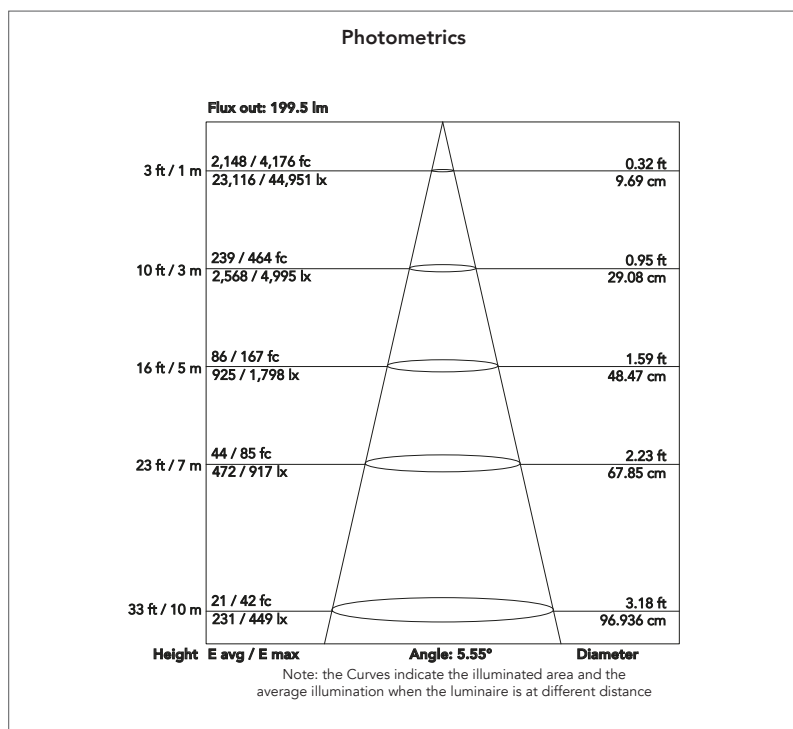 Photometrics
Flux out: 199.5 lm
3 ft / 1 m
2,148 / 4,176 fc
23,116 / 44,951 lx
0.32 ft
9.69 cm
10 ft / 3 m
239 / 464 fc
2,568 / 4,995 lx
0.95 ft
29.08 cm
16 ft / 5 m
86 / 167 fc
925 / 1,798 lx
1.59 ft
48.47 cm
23 ft / 7 m
44 / 85 fc
472 / 917 lx
2.23 ft
67.85 cm
33 ft / 10 m
21 / 42 fc
231 / 449 lx
3.18 ft
96.936 cm
Height E avg / E max Angle: 5.55º Diameter
Note: the Curves indicate the illuminated area and the
average illumination when the luminaire is at different distance